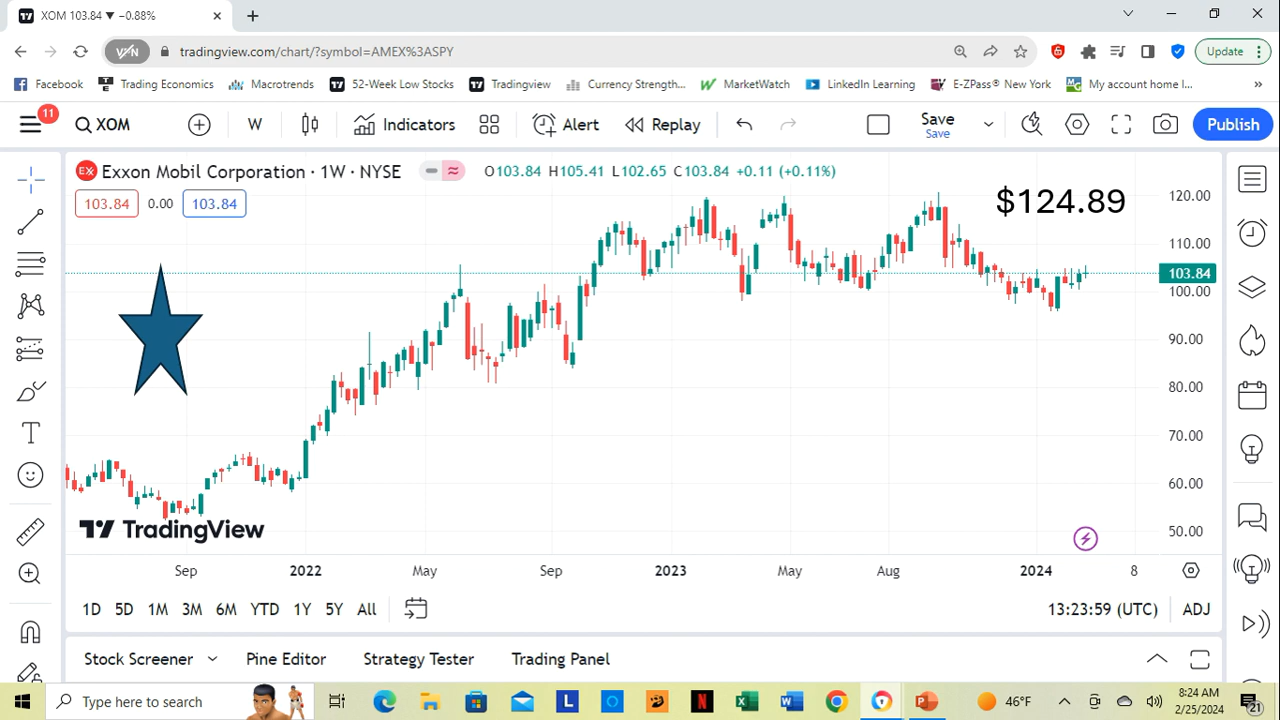 XOM 103.84 ▼ −0.88%
VPN
tradingview.com/chart/?symbol=AMEX%3ASPY
Update
Facebook
Trading Economics
Macrotrends
52-Week Low Stocks
Tradingview
Currency Strength...
MarketWatch
LinkedIn Learning
E-ZPass® New York
My account home l...
»
11
XOM
W
Indicators
Alert
Replay
Save
Save
Publish
EX
Exxon Mobil Corporation · 1W · NYSE
O103.84 H105.41 L102.65 C103.84 +0.11 (+0.11%)
103.84
0.00
103.84
$124.89
120.00
110.00
103.84
100.00
90.00
80.00
70.00
60.00
50.00
TradingView
Sep
2022
May
Sep
2023
May
Aug
2024
8
1D 5D 1M 3M 6M YTD 1Y 5Y All
13:23:59 (UTC)
ADJ
Stock Screener
Pine Editor
Strategy Tester
Trading Panel
Type here to search
46°F
8:24 AM
2/25/2024
21